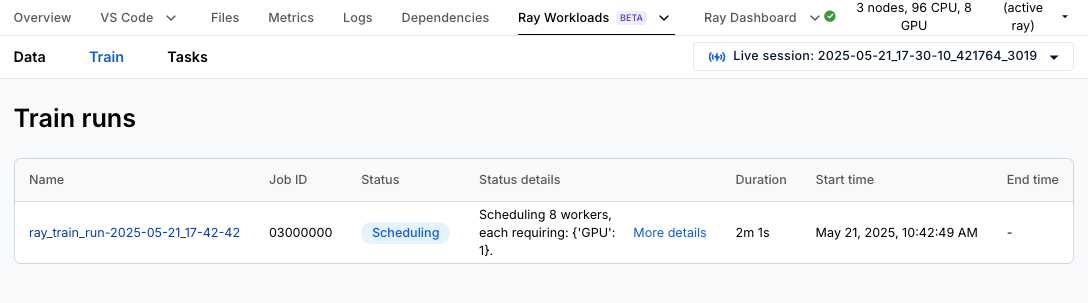 Overview VS Code Files Metrics Logs Dependencies Ray Workloads BETA Ray Dashboard 3 nodes, 96 CPU, 8 GPU (active ray)
Data Train Tasks Live session: 2025-05-21_17-30-10_421764_3019
Train runs
Name Job ID Status Status details Duration Start time End time
ray_train_run-2025-05-21_17-42-42 03000000 Scheduling Scheduling 8 workers,
each requiring: {'GPU':
1}. More details 2m 1s May 21, 2025, 10:42:49 AM -